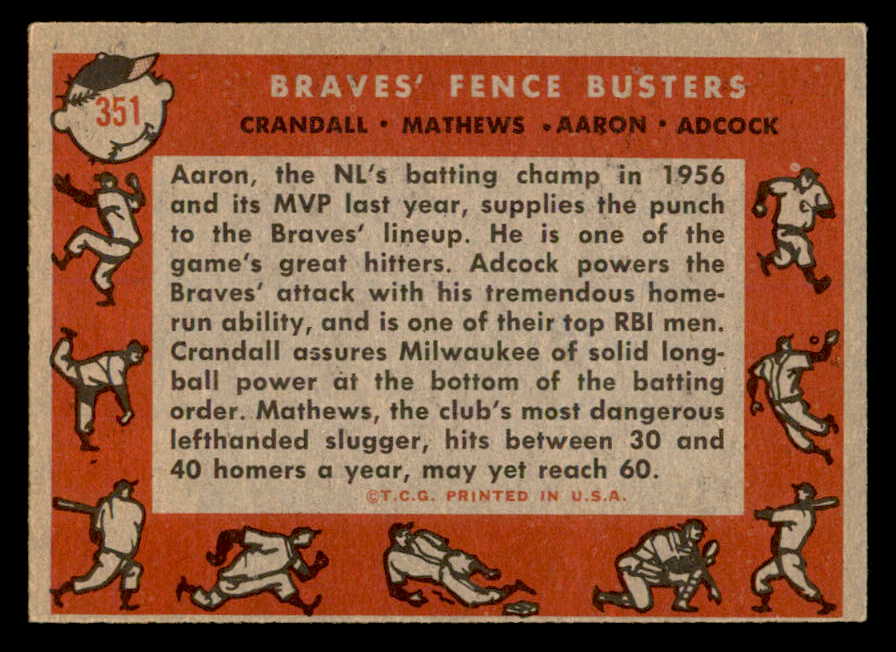 351
BRAVES' FENCE BUSTERS
CRANDALL • MATHEWS • AARON • ADCOCK
Aaron, the NL's batting champ in 1956
and its MVP last year, supplies the punch
to the Braves' lineup. He is one of the
game's great hitters. Adcock powers the
Braves' attack with his tremendous home-
run ability, and is one of their top RBI men.
Crandall assures Milwaukee of solid long-
ball power at the bottom of the batting
order. Mathews, the club's most dangerous
lefthanded slugger, hits between 30 and
40 homers a year, may yet reach 60.
©T.C.G. PRINTED IN U.S.A.